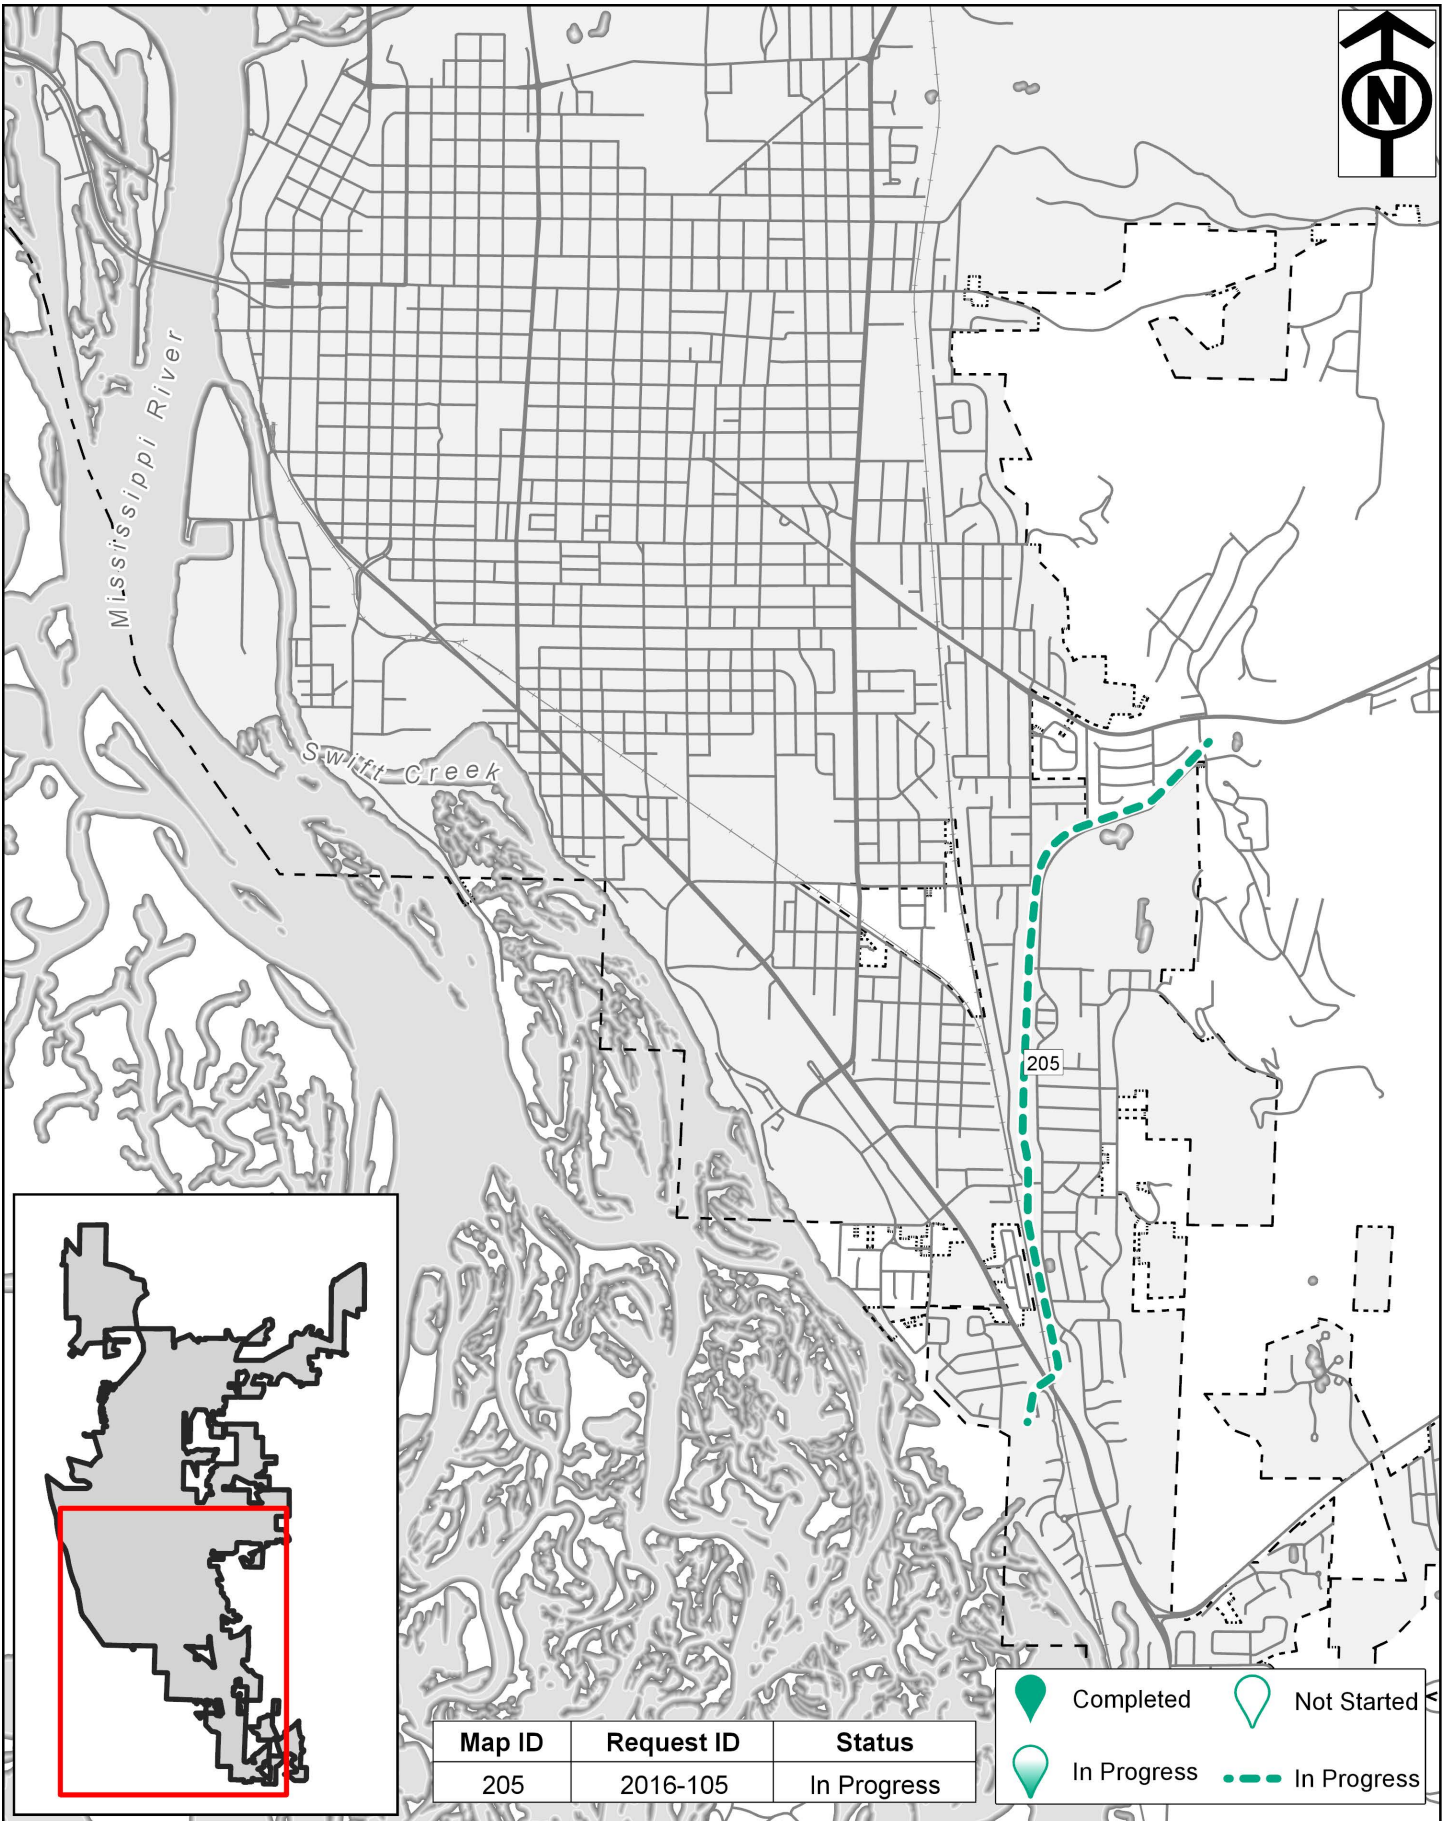 N
Mississippi River
Swift Creek
205
Completed
Not Started
In Progress
In Progress
Map ID Request ID Status
205 2016-105 In Progress